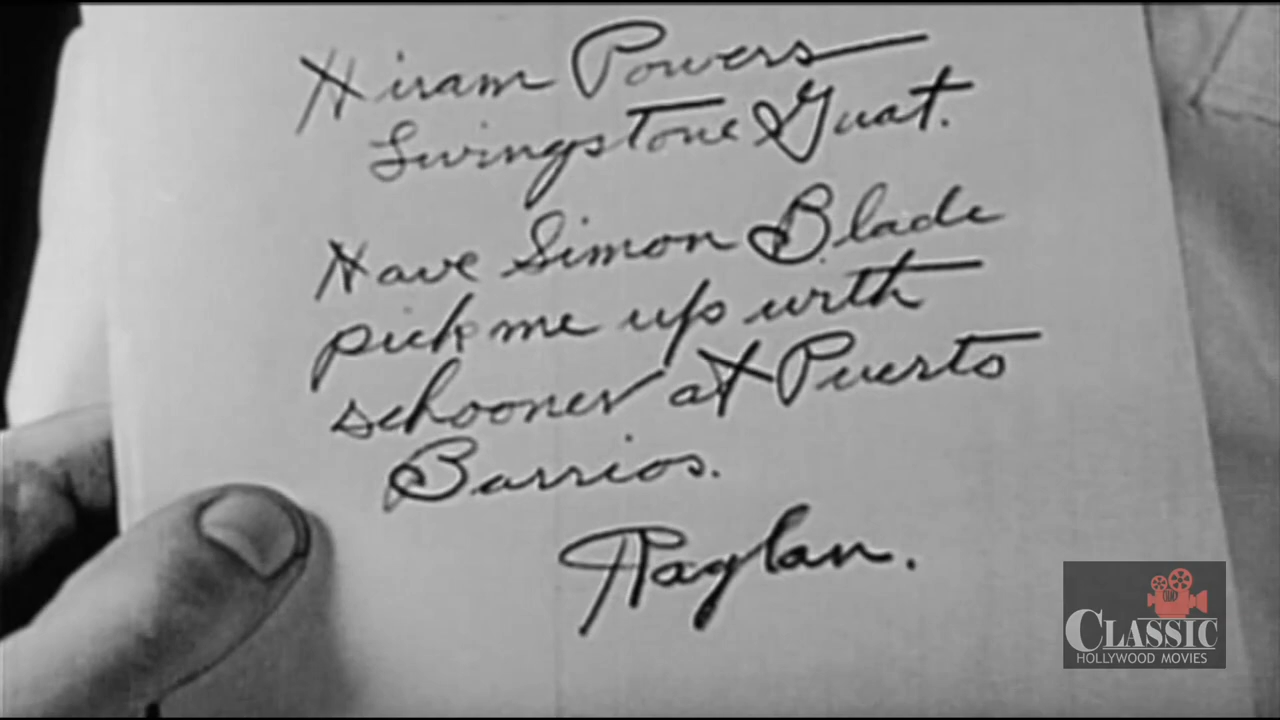 Hiram Powers
Livingstone Guat.
Have Simon Blade
pick me up with
schooner at Puerto
Barrios.
Raglan.
CLASSIC
HOLLYWOOD MOVIES